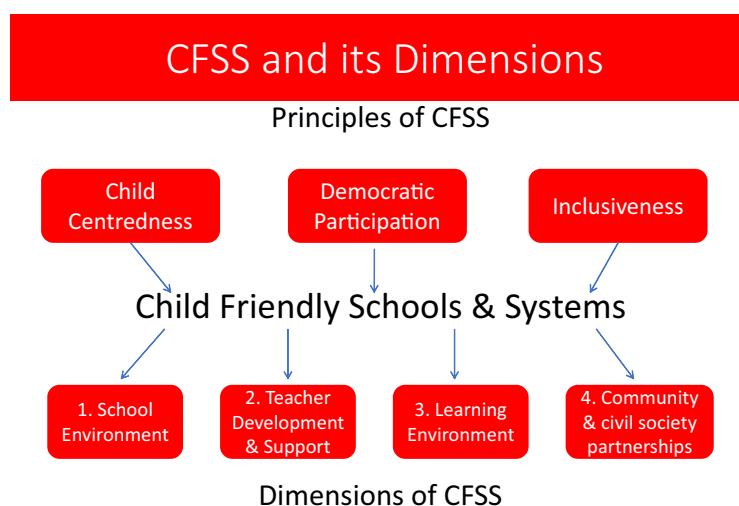 CFSS and its Dimensions
Principles of CFSS
Child
Centredness
Democratic
Participation
Inclusiveness
Child Friendly Schools & Systems
1. School
Environment
2. Teacher
Development
& Support
3. Learning
Environment
4. Community
& civil society
partnerships
Dimensions of CFSS